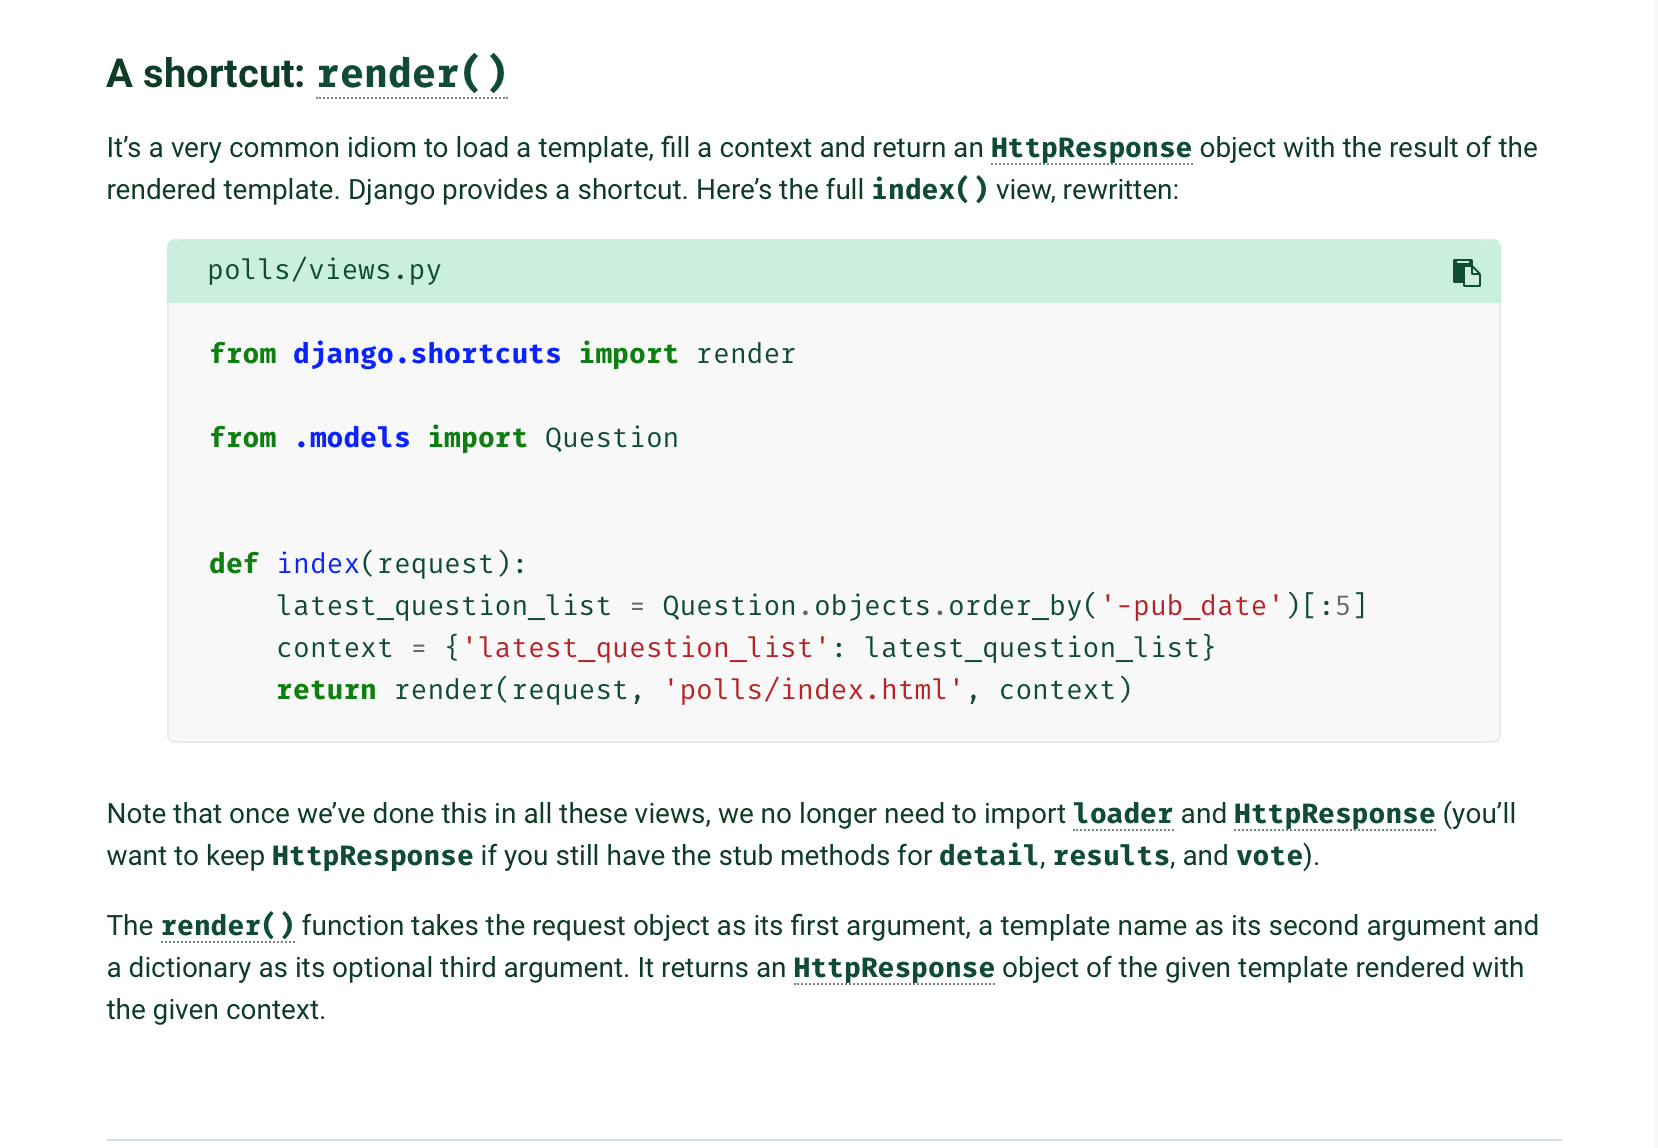 A shortcut: render()
It’s a very common idiom to load a template, fill a context and return an HttpResponse object with the result of the
rendered template. Django provides a shortcut. Here’s the full index() view, rewritten:
polls/views.py
from django.shortcuts import render
from .models import Question
def index(request):
    latest_question_list = Question.objects.order_by('-pub_date')[:5]
    context = {'latest_question_list': latest_question_list}
    return render(request, 'polls/index.html', context)
Note that once we’ve done this in all these views, we no longer need to import loader and HttpResponse (you’ll
want to keep HttpResponse if you still have the stub methods for detail, results, and vote).
The render() function takes the request object as its first argument, a template name as its second argument and
a dictionary as its optional third argument. It returns an HttpResponse object of the given template rendered with
the given context.